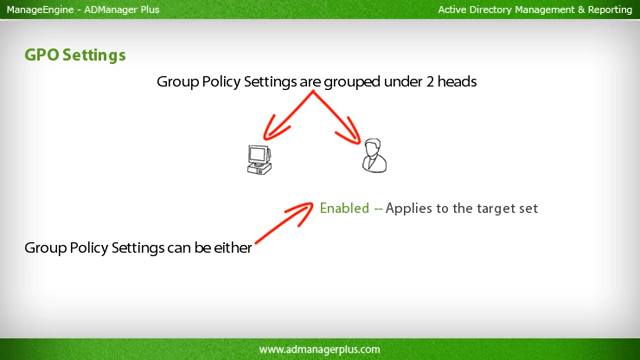 ManageEngine - ADManager Plus
Active Directory Management & Reporting
GPO Settings
Group Policy Settings are grouped under 2 heads
Enabled -- Applies to the target set
Group Policy Settings can be either
www.admanagerplus.com